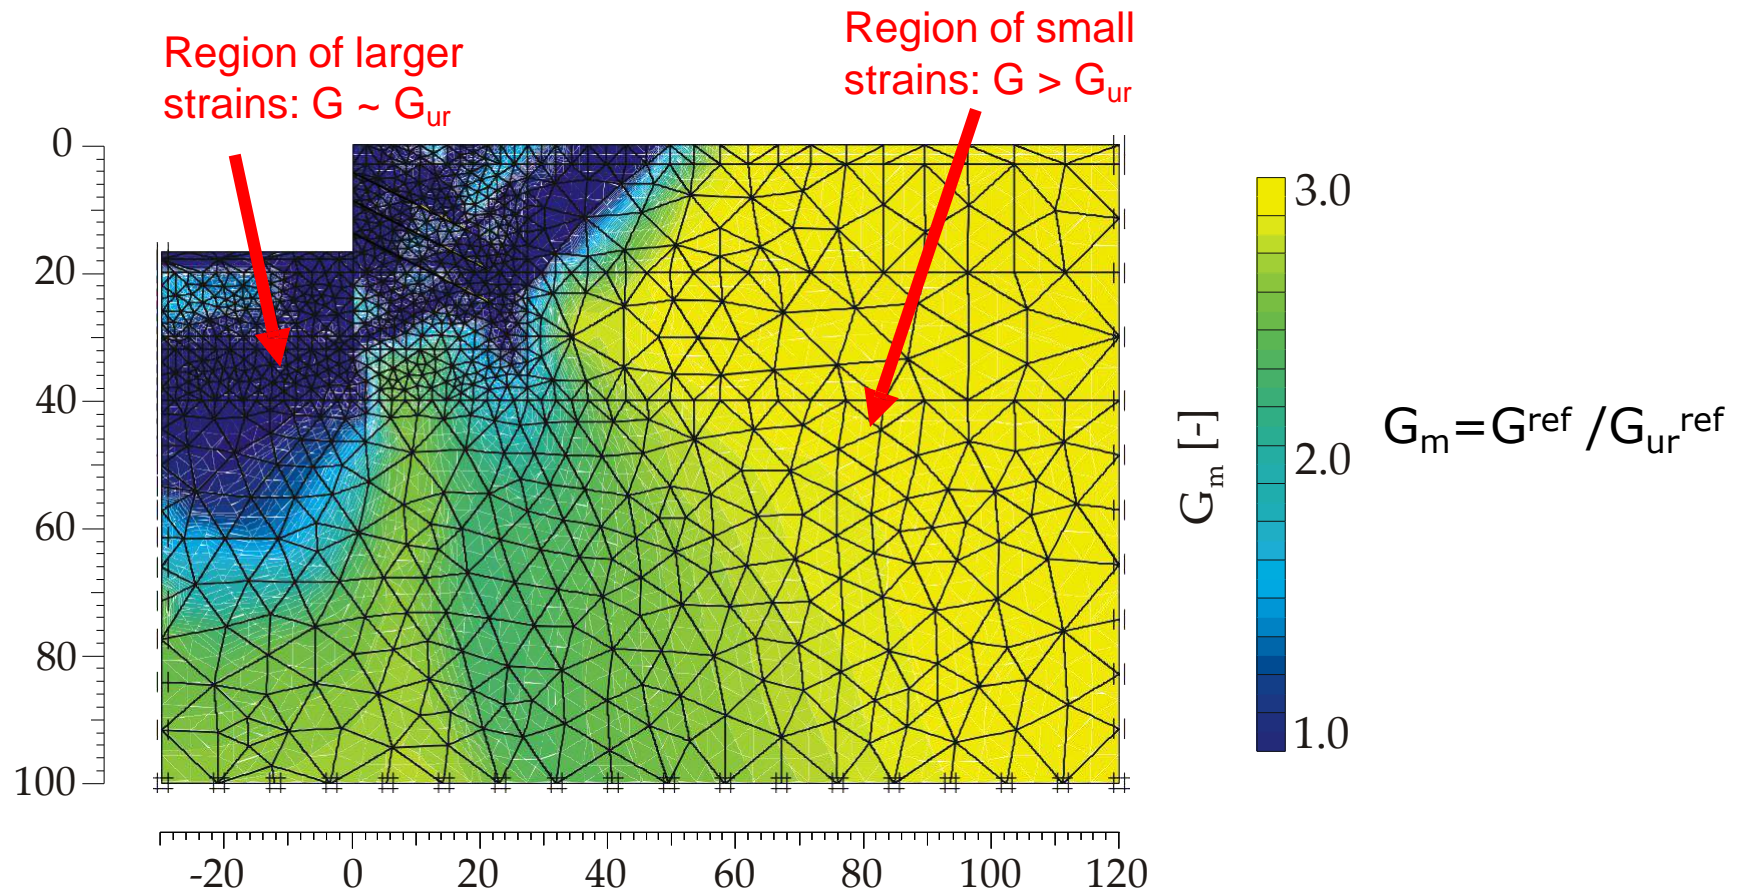 Region of larger
strains: G ~ Gur
Region of small
strains: G > Gur
0
20
40
60
80
100
-20 0 20 40 60 80 100 120
3.0
2.0
1.0
Gm [-]
Gm=Gref /Gurref